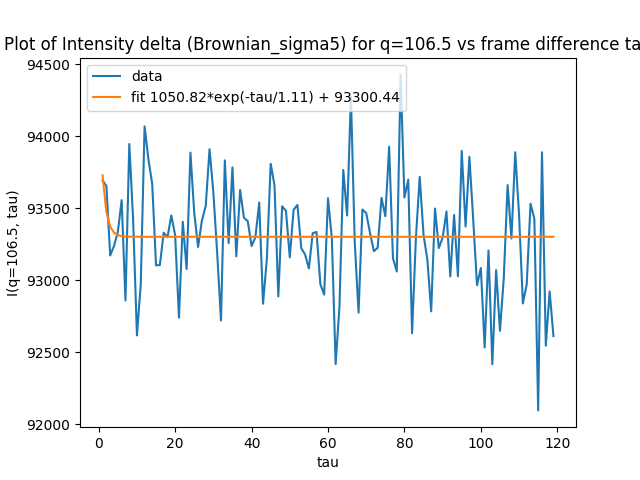 Plot of Intensity delta (Brownian_sigma5) for q=106.5 vs frame difference ta
94500
94000
93500
93000
92500
92000
I(q=106.5, tau)
data
fit 1050.82*exp(-tau/1.11) + 93300.44
0 20 40 60 80 100 120
tau